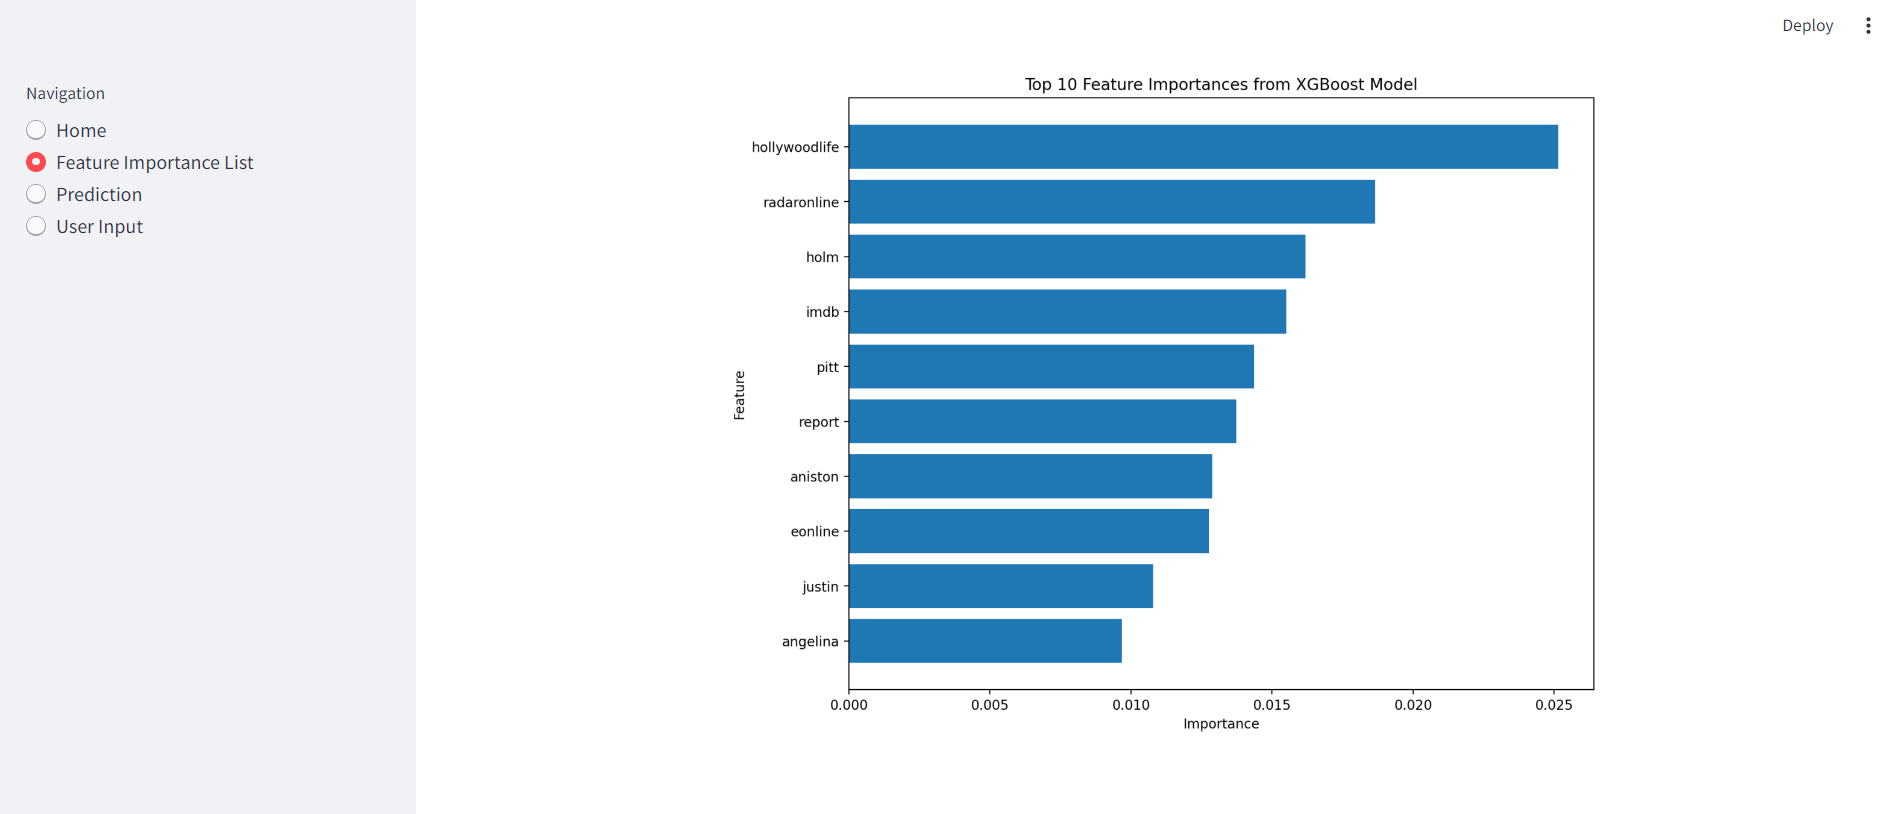 Deploy
Navigation
Home
Feature Importance List
Prediction
User Input
Top 10 Feature Importances from XGBoost Model
Feature
hollywoodlife
radaronline
holm
imdb
pitt
report
aniston
eonline
justin
angelina
0.000 0.005 0.010 0.015 0.020 0.025
Importance